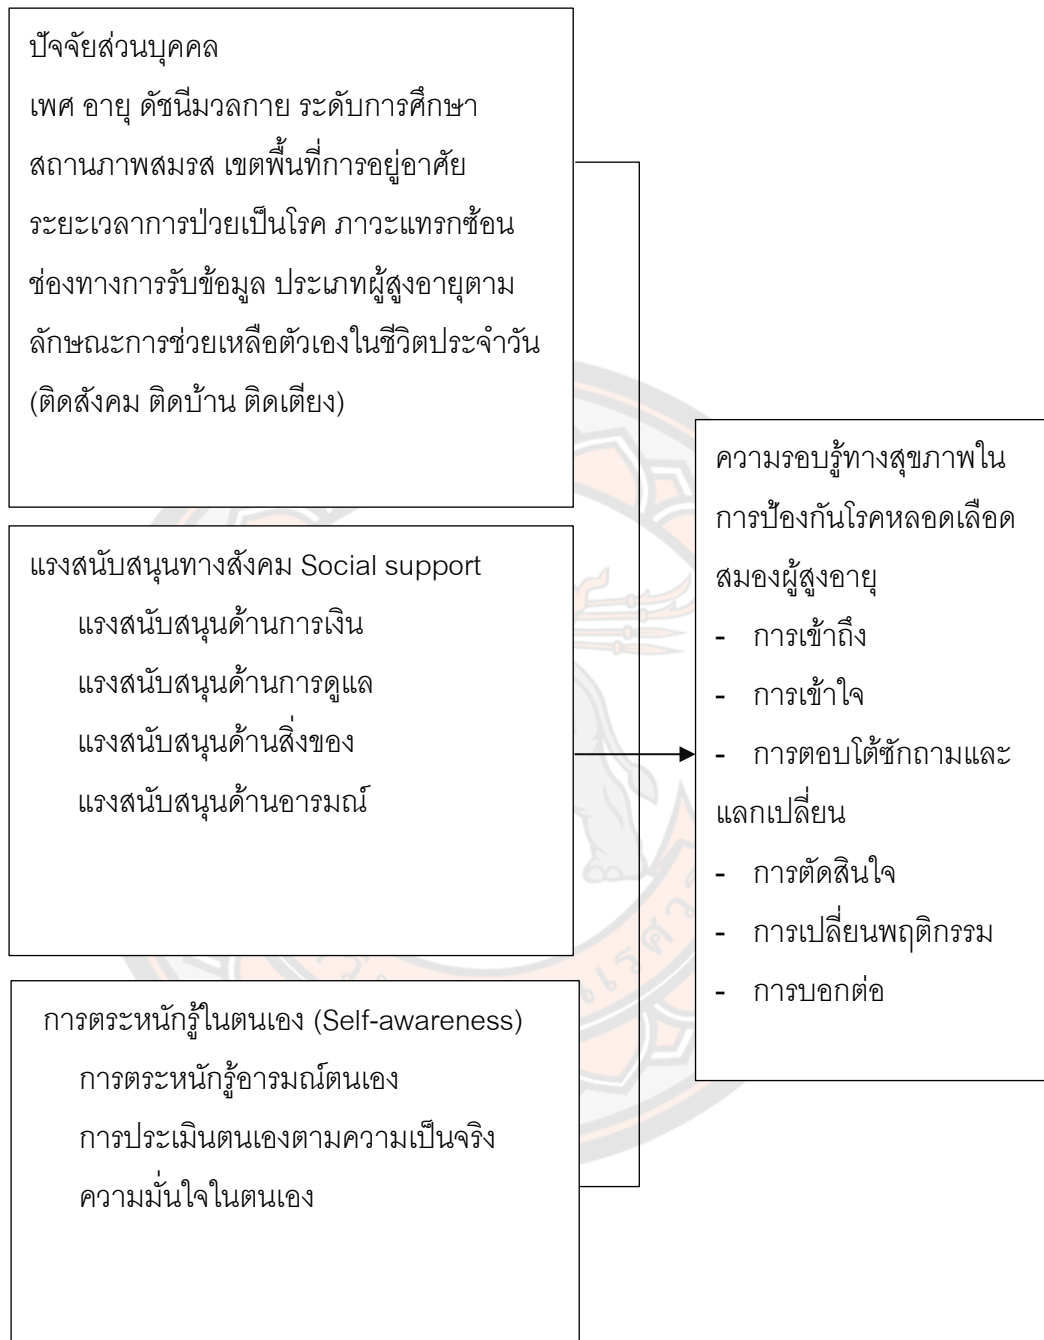 ปัจจัยส่วนบุคคล
เพศ อายุ ดัชนีมวลกาย ระดับการศึกษา
สถานภาพสมรส เขตพื้นที่การอยู่อาศัย
ระยะเวลาการป่วยเป็นโรค ภาวะแทรกซ้อน
ช่องทางการรับข้อมูล ประเภทผู้สูงอายุตาม
ลักษณะการช่วยเหลือตัวเองในชีวิตประจำวัน
(ติดสังคม ติดบ้าน ติดเตียง)
แรงสนับสนุนทางสังคม Social support
แรงสนับสนุนด้านการเงิน
แรงสนับสนุนด้านการดูแล
แรงสนับสนุนด้านสิ่งของ
แรงสนับสนุนด้านอารมณ์
การตระหนักรู้ในตนเอง (Self-awareness)
การตระหนักรู้อารมณ์ตนเอง
การประเมินตนเองตามความเป็นจริง
ความมั่นใจในตนเอง
ความรอบรู้ทางสุขภาพใน
การป้องกันโรคหลอดเลือด
สมองผู้สูงอายุ
- การเข้าถึง
- การเข้าใจ
- การตอบโต้ซักถามและ
แลกเปลี่ยน
- การตัดสินใจ
- การเปลี่ยนพฤติกรรม
- การบอกต่อ